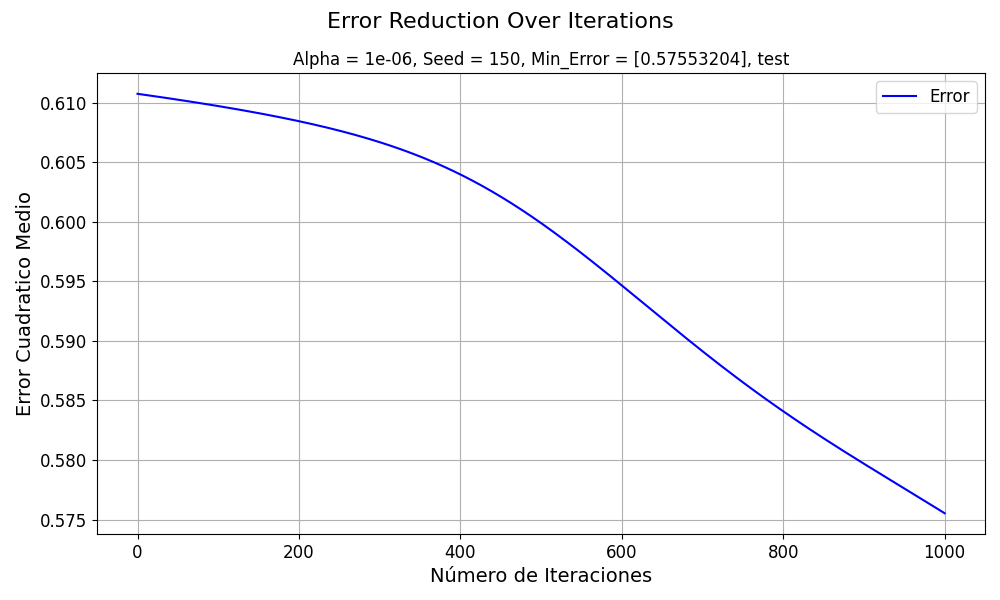 Error Reduction Over Iterations
Alpha = 1e-06, Seed = 150, Min_Error = [0.57553204], test
Error
Error Cuadratico Medio
0.610
0.605
0.600
0.595
0.590
0.585
0.580
0.575
0 200 400 600 800 1000
Número de Iteraciones